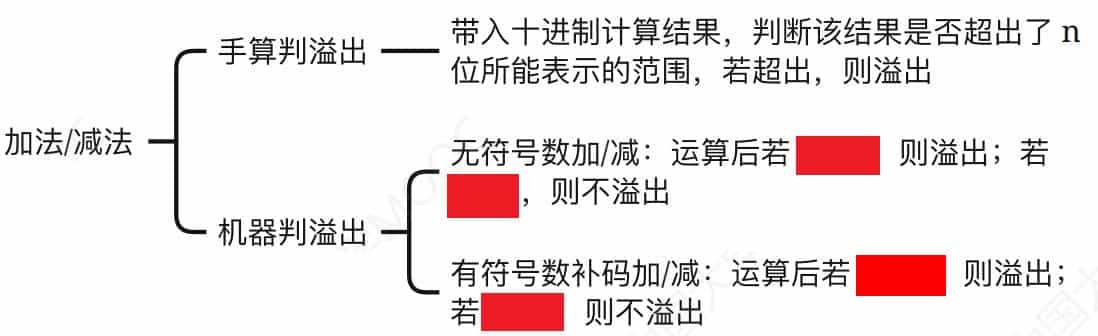 加法/减法
手算判溢出
带入十进制计算结果，判断该结果是否超出了 n
位所能表示的范围，若超出，则溢出
机器判溢出
无符号数加/减：运算后若 则溢出；若
，则不溢出
有符号数补码加/减：运算后若 则溢出；
若 则不溢出